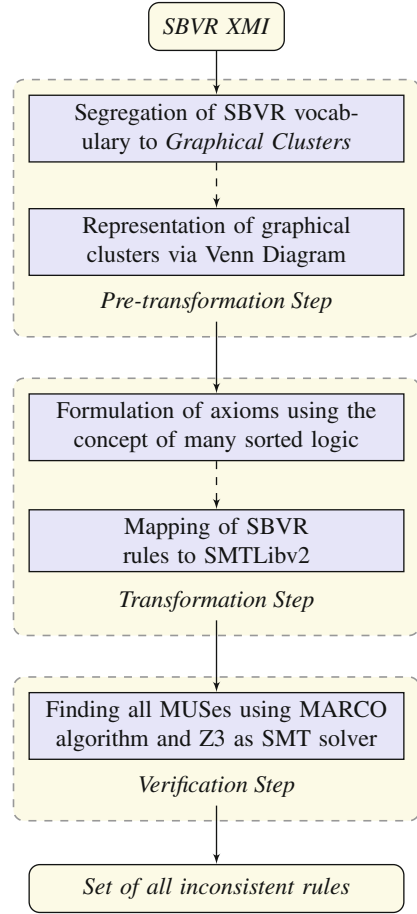 SBVR XMI
Segregation of SBVR vocab-
ulary to Graphical Clusters
Representation of graphical
clusters via Venn Diagram
Pre-transformation Step
Formulation of axioms using the
concept of many sorted logic
Mapping of SBVR
rules to SMTLibv2
Transformation Step
Finding all MUSes using MARCO
algorithm and Z3 as SMT solver
Verification Step
Set of all inconsistent rules